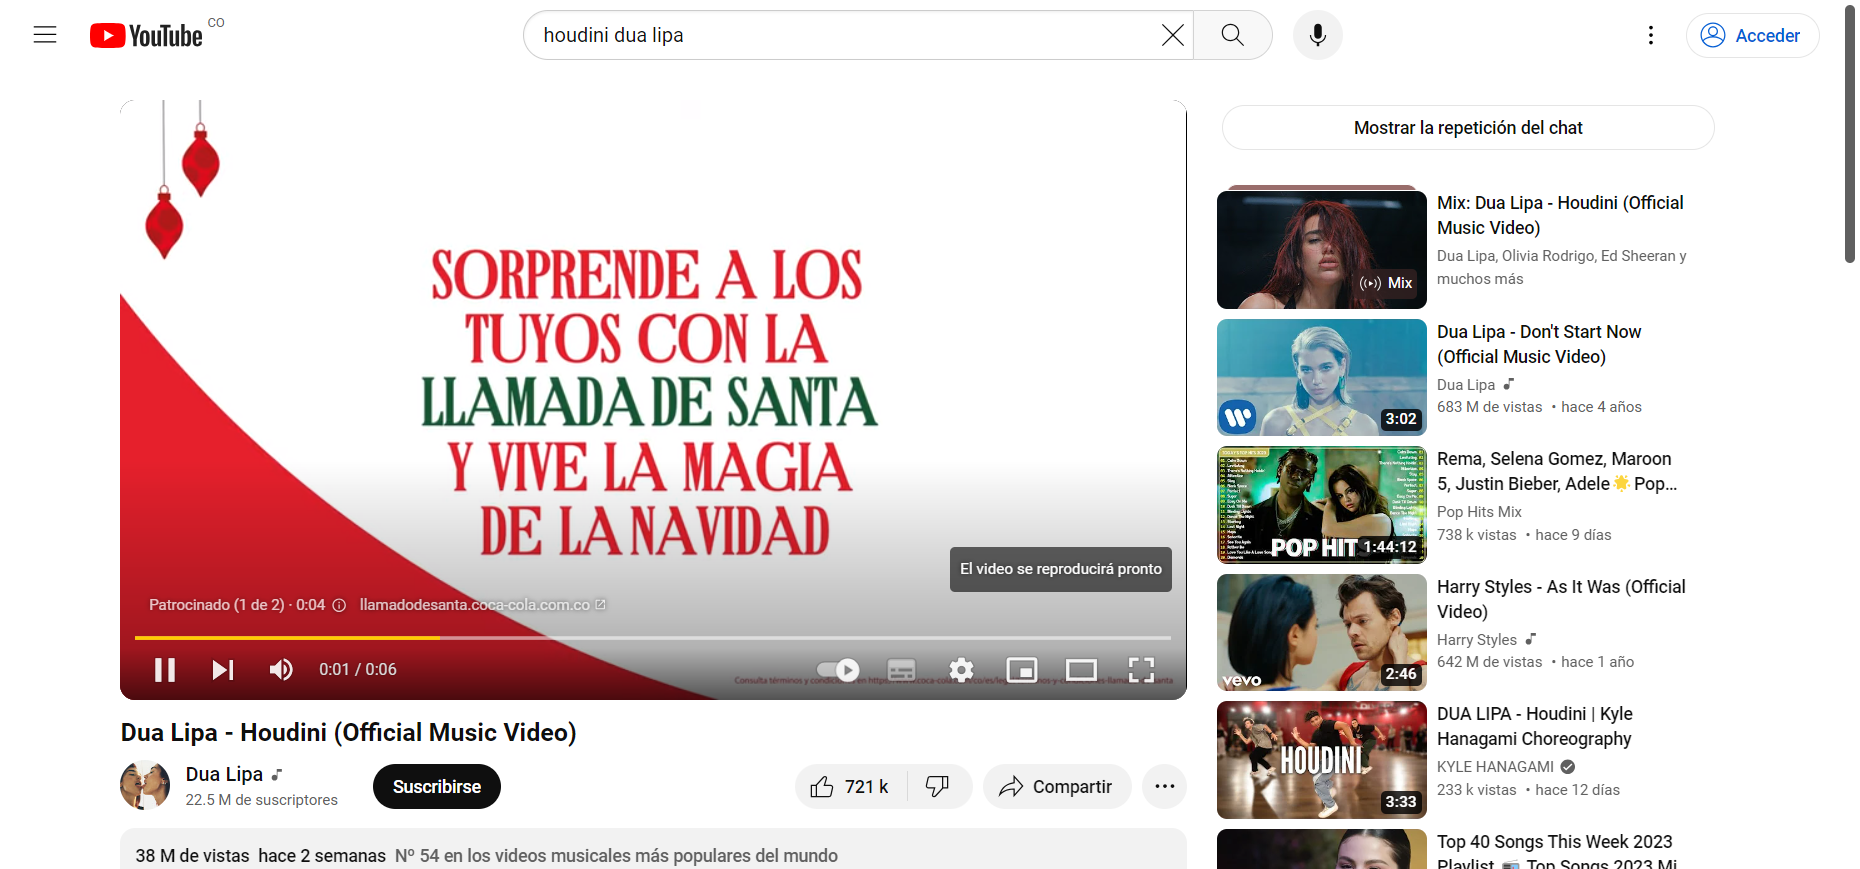 YouTube CO
houdini dua lipa
Acceder
SORPRENDE A LOS
TUYOS CON LA
LLAMADA DE SANTA
Y VIVE LA MAGIA
DE LA NAVIDAD
El video se reproducirá pronto
Patrocinado (1 de 2) · 0:04 llamadodesanta.coca-cola.com.co
0:01 / 0:06
Dua Lipa - Houdini (Official Music Video)
Dua Lipa
22.5 M de suscriptores
Suscribirse
721 k
Compartir
38 M de vistas hace 2 semanas Nº 54 en los videos musicales más populares del mundo
Mostrar la repetición del chat
Mix
Mix: Dua Lipa - Houdini (Official
Music Video)
Dua Lipa, Olivia Rodrigo, Ed Sheeran y
muchos más
3:02
Dua Lipa - Don't Start Now
(Official Music Video)
Dua Lipa
683 M de vistas • hace 4 años
POP HIT
1:44:12
Rema, Selena Gomez, Maroon
5, Justin Bieber, Adele🌟 Pop...
Pop Hits Mix
738 k vistas • hace 9 días
vevo
2:46
Harry Styles - As It Was (Official
Video)
Harry Styles
642 M de vistas • hace 1 año
HOUDINI
3:33
DUA LIPA - Houdini | Kyle
Hanagami Choreography
KYLE HANAGAMI
233 k vistas • hace 12 días
Top 40 Songs This Week 2023
Playlist 📻 Top Songs 2023 Mi